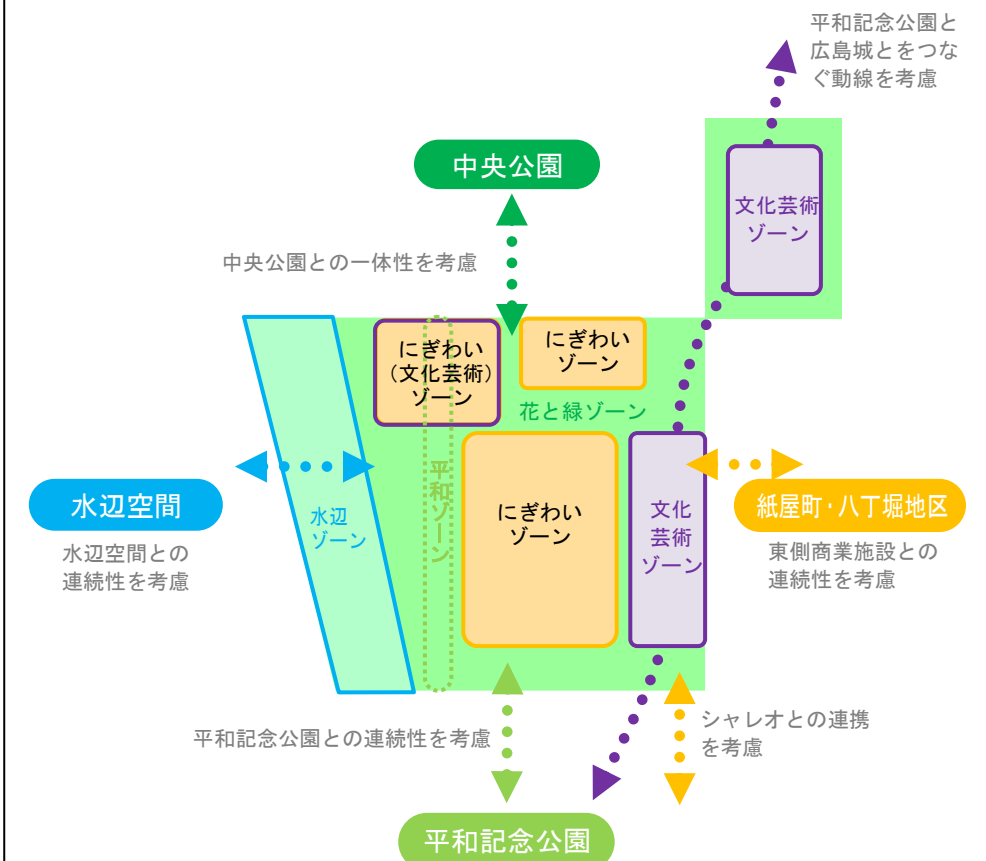 平和記念公園と
広島城とをつな
ぐ動線を考慮
中央公園
文化芸術
ゾーン
中央公園との一体性を考慮
にぎわい
（文化芸術）
ゾーン
にぎわい
ゾーン
花と緑ゾーン
平和ゾーン
水辺空間
水辺空間との
連続性を考慮
水辺
ゾーン
にぎわい
ゾーン
文化
芸術
ゾーン
紙屋町・八丁堀地区
東側商業施設との
連続性を考慮
平和記念公園との連続性を考慮
シャレオとの連携
を考慮
平和記念公園